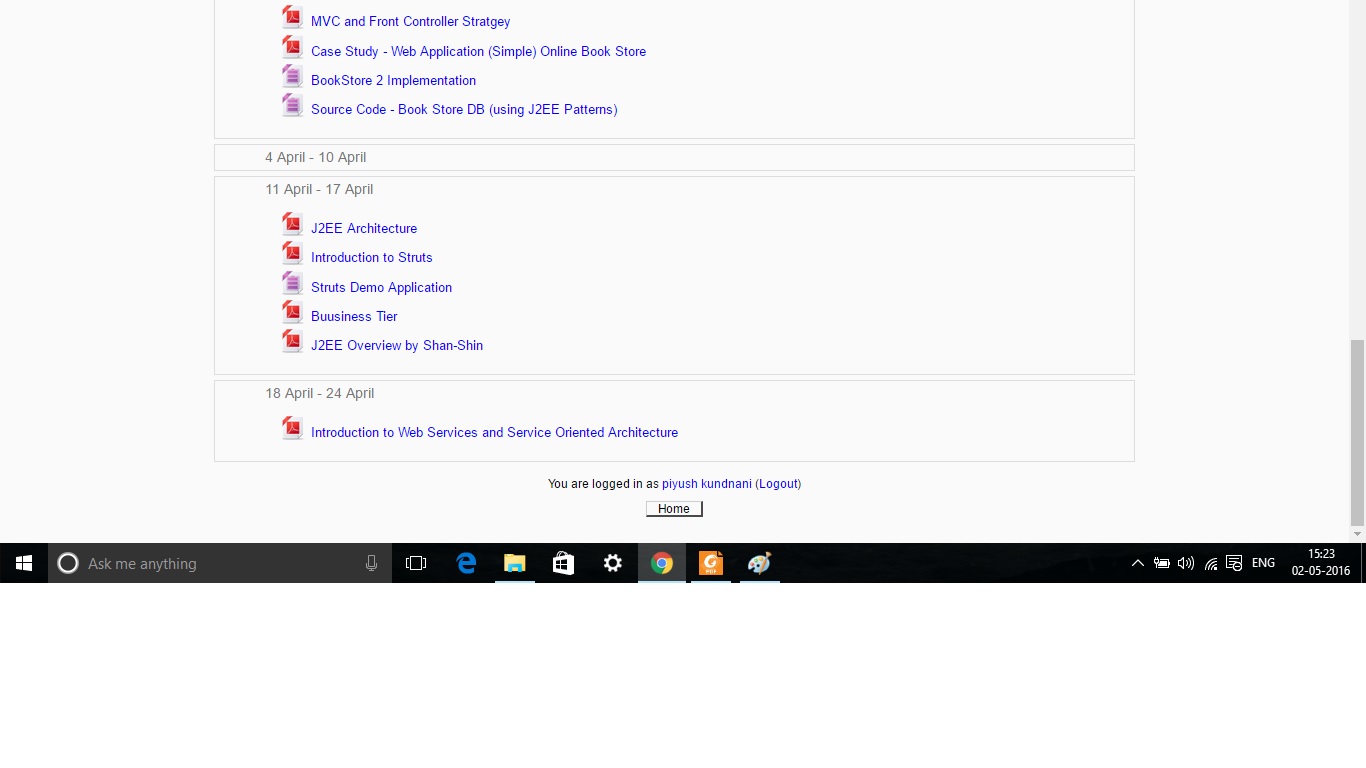 MVC and Front Controller Stratgey
Case Study - Web Application (Simple) Online Book Store
BookStore 2 Implementation
Source Code - Book Store DB (using J2EE Patterns)
4 April - 10 April
11 April - 17 April
J2EE Architecture
Introduction to Struts
Struts Demo Application
Buusiness Tier
J2EE Overview by Shan-Shin
18 April - 24 April
Introduction to Web Services and Service Oriented Architecture
You are logged in as piyush kundnani (Logout)
Home
Ask me anything
PDF
ENG
15:23
02-05-2016